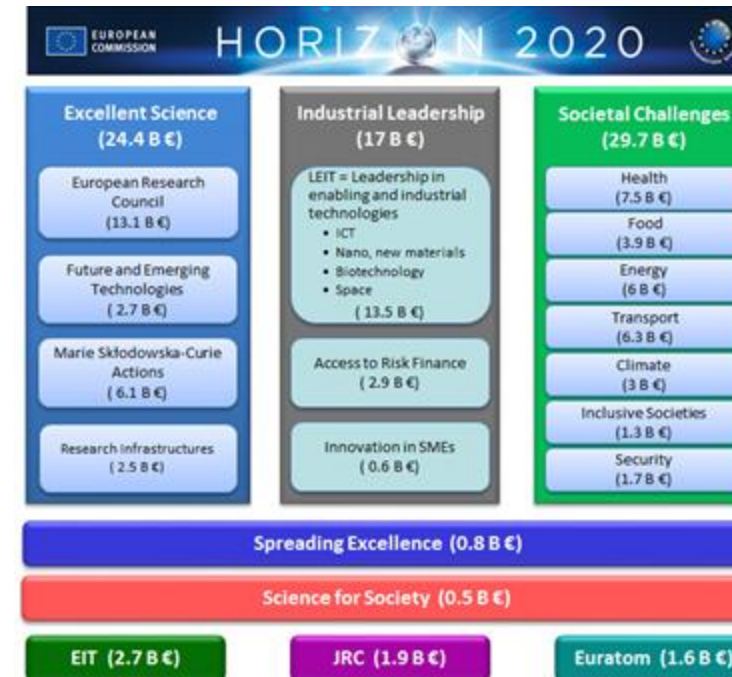 EUROPEAN
COMMISSION
HORIZON 2020
Excellent Science
(24.4 B €)
European Research
Council
(13.1 B €)
Future and Emerging
Technologies
( 2.7 B €)
Marie Skłodowska-Curie
Actions
( 6.1 B €)
Research Infrastructures
( 2.5 B €)
Industrial Leadership
(17 B €)
LEIT = Leadership in
enabling and industrial
technologies
• ICT
• Nano, new materials
• Biotechnology
• Space
( 13.5 B €)
Access to Risk Finance
( 2.9 B €)
Innovation in SMEs
( 0.6 B €)
Societal Challenges
(29.7 B €)
Health
(7.5 B €)
Food
(3.9 B €)
Energy
(6 B €)
Transport
(6.3 B €)
Climate
(3 B €)
Inclusive Societies
(1.3 B €)
Security
(1.7 B €)
Spreading Excellence (0.8 B €)
Science for Society (0.5 B €)
EIT (2.7 B €)
JRC (1.9 B €)
Euratom (1.6 B €)